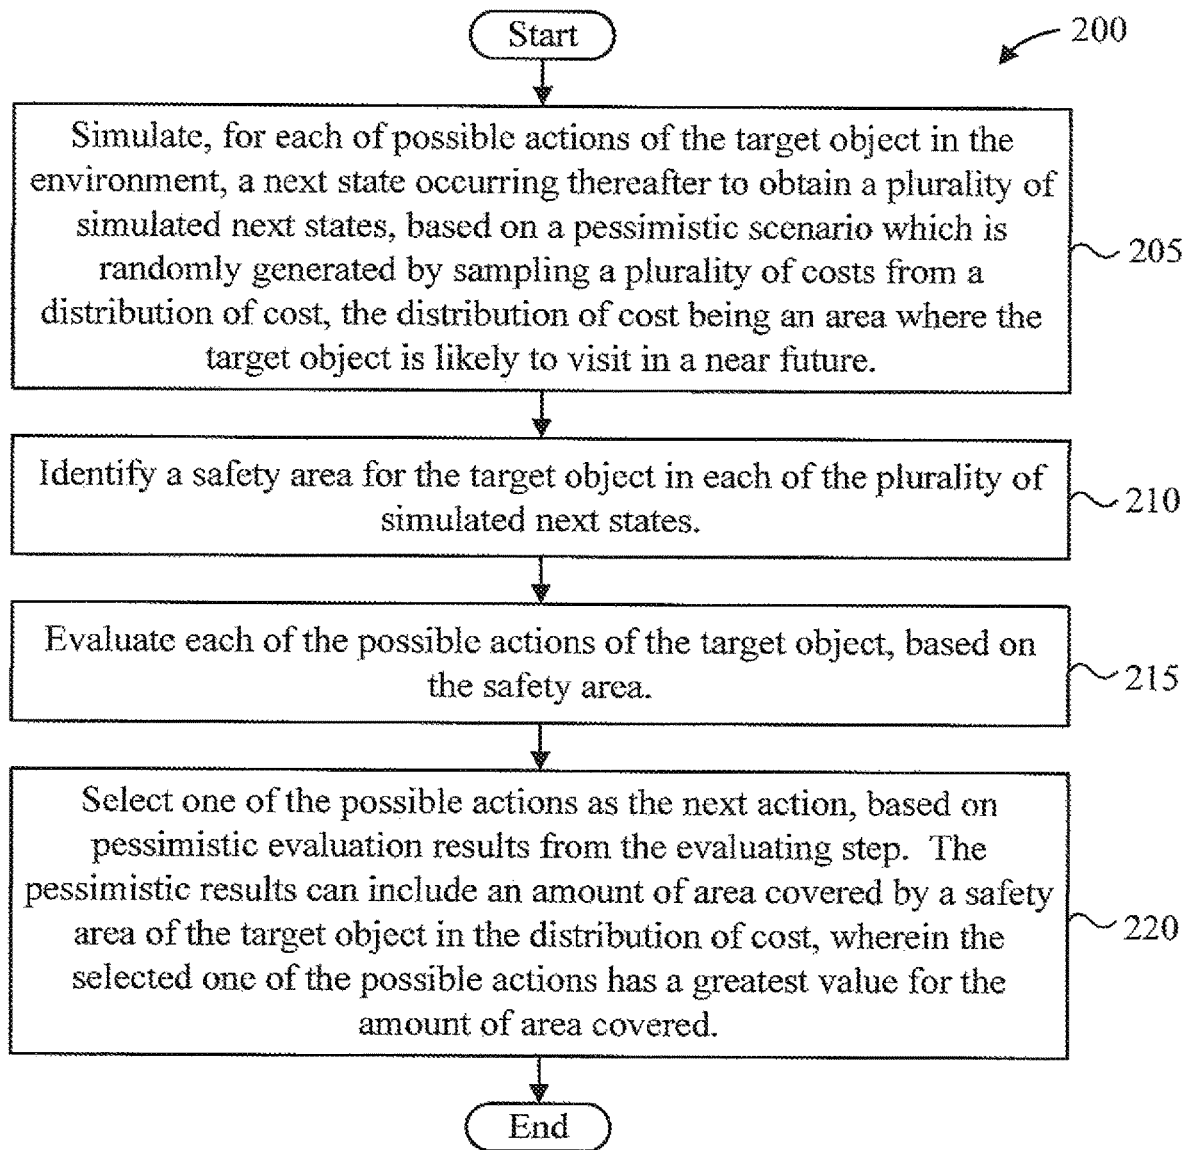 Start
200
Simulate, for each of possible actions of the target object in the
environment, a next state occurring thereafter to obtain a plurality of
simulated next states, based on a pessimistic scenario which is
randomly generated by sampling a plurality of costs from a
distribution of cost, the distribution of cost being an area where the
target object is likely to visit in a near future.
205
Identify a safety area for the target object in each of the plurality of
simulated next states.
210
Evaluate each of the possible actions of the target object, based on
the safety area.
215
Select one of the possible actions as the next action, based on
pessimistic evaluation results from the evaluating step. The
pessimistic results can include an amount of area covered by a safety
area of the target object in the distribution of cost, wherein the
selected one of the possible actions has a greatest value for the
amount of area covered.
220
End